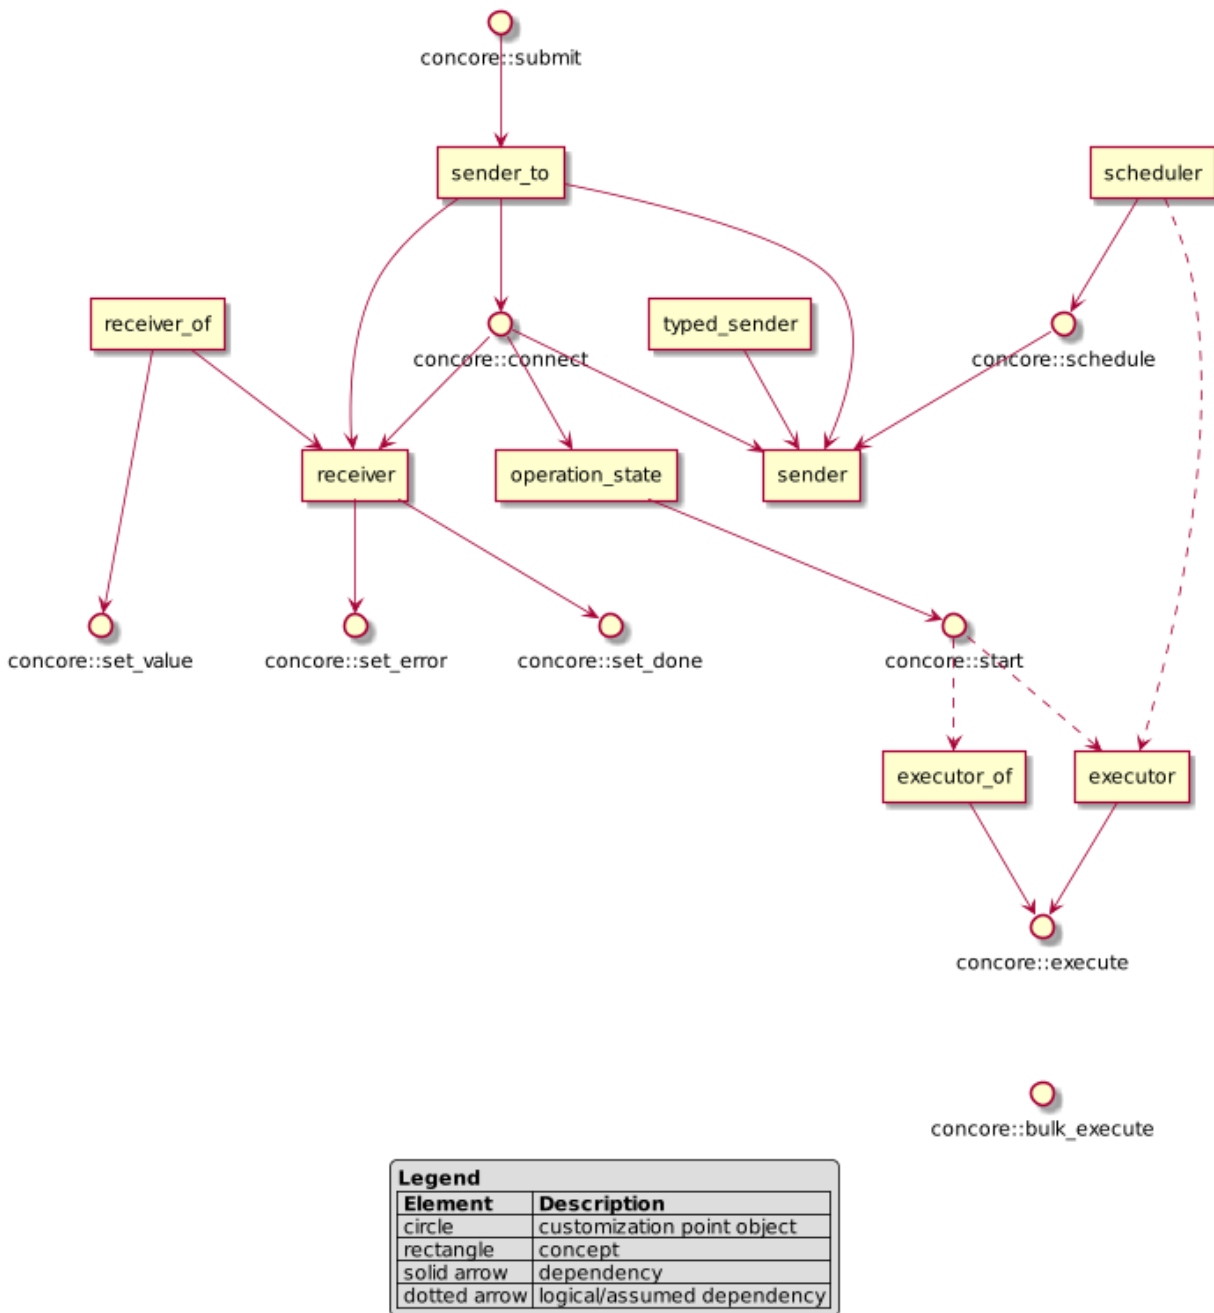 concore::submit
sender_to
scheduler
receiver_of
typed_sender
concore::connect
concore::schedule
receiver
operation_state
sender
concore::set_value
concore::set_error
concore::set_done
concore::start
executor_of
executor
concore::execute
concore::bulk_execute
Legend
Element Description
circle customization point object
rectangle concept
solid arrow dependency
dotted arrow logical/assumed dependency